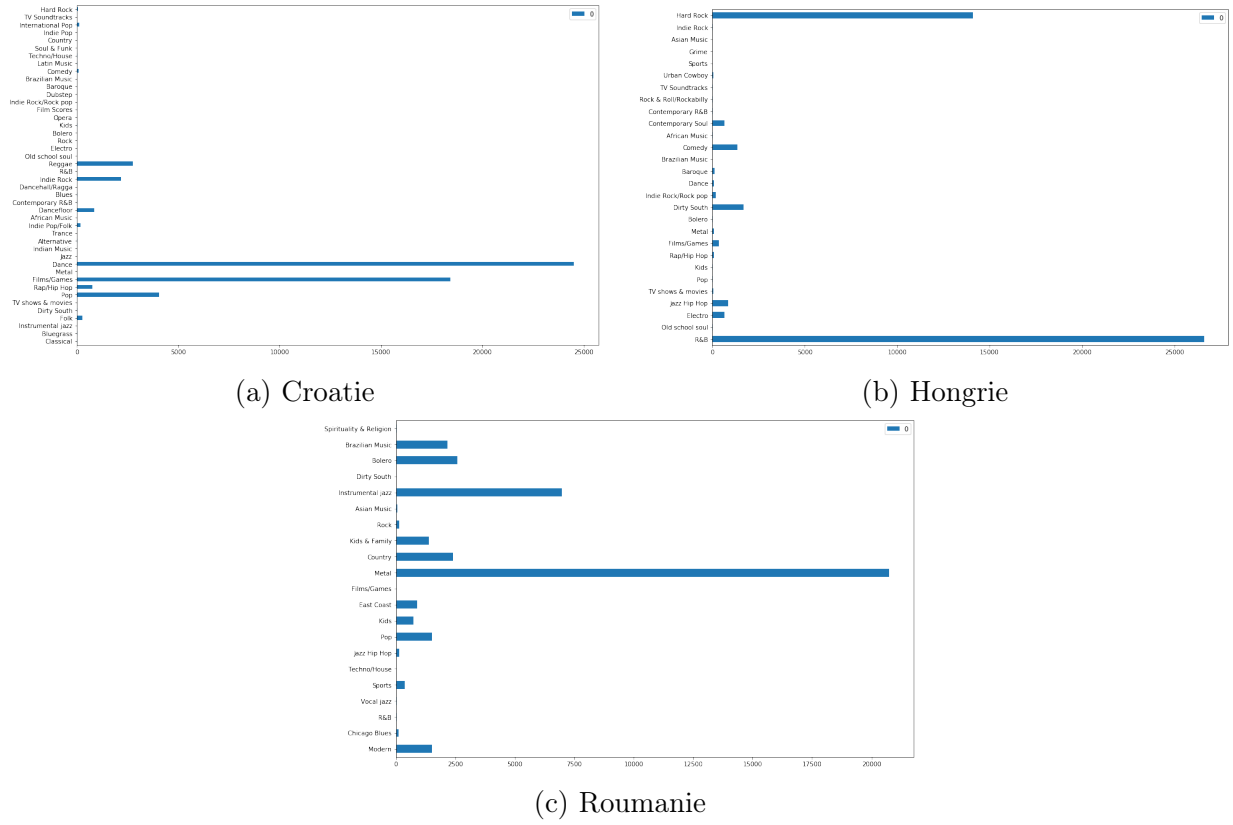 Hard Rock
TV Soundtracks
International Pop
Indie Pop
Country
Soul & Funk
Techno/House
Latin Music
Comedy
Brazilian Music
Baroque
Dubstep
Indie Rock/Rock pop
Film Scores
Opera
Kids
Bolero
Rock
Electro
Old school soul
Reggae
R&B
Indie Rock
Dancehall/Ragga
Blues
Contemporary R&B
Dancefloor
African Music
Indie Pop/Folk
Trance
Alternative
Indian Music
Jazz
Dance
Metal
Films/Games
Rap/Hip Hop
Pop
TV shows & movies
Dirty South
Folk
Instrumental jazz
Bluegrass
Classical
0 5000 10000 15000 20000 25000
0
(a) Croatie
Hard Rock
Indie Rock
Asian Music
Grime
Sports
Urban Cowboy
TV Soundtracks
Rock & Roll/Rockabilly
Contemporary R&B
Contemporary Soul
African Music
Comedy
Brazilian Music
Baroque
Dance
Indie Rock/Rock pop
Dirty South
Bolero
Metal
Films/Games
Rap/Hip Hop
Kids
Pop
TV shows & movies
Jazz Hip Hop
Electro
Old school soul
R&B
0 5000 10000 15000 20000 25000
0
(b) Hongrie
Spirituality & Religion
Brazilian Music
Bolero
Dirty South
Instrumental jazz
Asian Music
Rock
Kids & Family
Country
Metal
Films/Games
East Coast
Kids
Pop
Jazz Hip Hop
Techno/House
Sports
Vocal jazz
R&B
Chicago Blues
Modern
0 2500 5000 7500 10000 12500 15000 17500 20000
0
(c) Roumanie